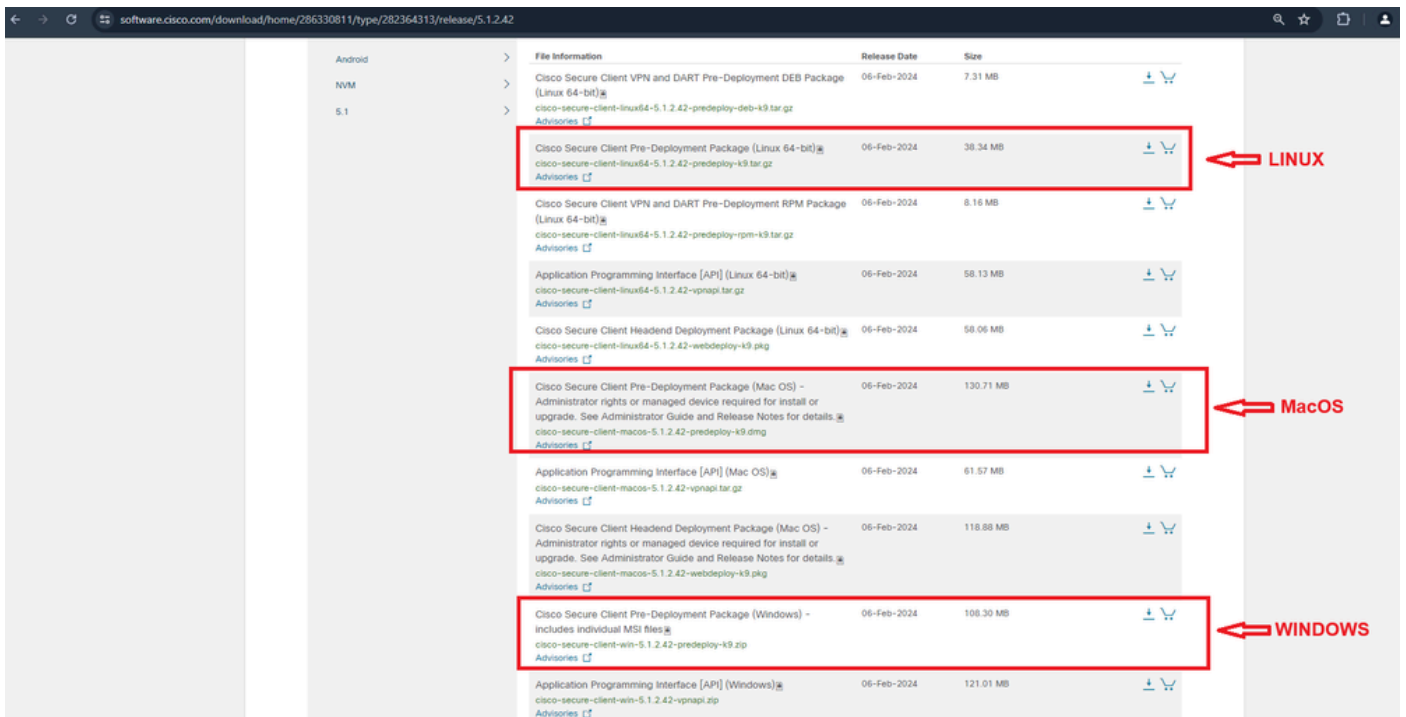 software.cisco.com/download/home/286330811/type/282364313/release/5.1.2.42
Android
NVM
5.1
File Information Release Date Size
Cisco Secure Client VPN and DART Pre-Deployment DEB Package 06-Feb-2024 7.31 MB
(Linux 64-bit)
cisco-secure-client-linux64-5.1.2.42-predeploy-deb-k9.tar.gz
Advisories
Cisco Secure Client Pre-Deployment Package (Linux 64-bit) 06-Feb-2024 38.34 MB
cisco-secure-client-linux64-5.1.2.42-predeploy-k9.tar.gz
Advisories
LINUX
Cisco Secure Client VPN and DART Pre-Deployment RPM Package 06-Feb-2024 8.16 MB
(Linux 64-bit)
cisco-secure-client-linux64-5.1.2.42-predeploy-rpm-k9.tar.gz
Advisories
Application Programming Interface [API] (Linux 64-bit) 06-Feb-2024 58.13 MB
cisco-secure-client-linux64-5.1.2.42-vpnapi.tar.gz
Advisories
Cisco Secure Client Headend Deployment Package (Linux 64-bit) 06-Feb-2024 58.06 MB
cisco-secure-client-linux64-5.1.2.42-webdeploy-k9.pkg
Advisories
Cisco Secure Client Pre-Deployment Package (Mac OS) - 06-Feb-2024 130.71 MB
Administrator rights or managed device required for install or
upgrade. See Administrator Guide and Release Notes for details.
cisco-secure-client-macos-5.1.2.42-predeploy-k9.dmg
Advisories
MacOS
Application Programming Interface [API] (Mac OS) 06-Feb-2024 61.57 MB
cisco-secure-client-macos-5.1.2.42-vpnapi.tar.gz
Advisories
Cisco Secure Client Headend Deployment Package (Mac OS) - 06-Feb-2024 118.88 MB
Administrator rights or managed device required for install or
upgrade. See Administrator Guide and Release Notes for details.
cisco-secure-client-macos-5.1.2.42-webdeploy-k9.pkg
Advisories
Cisco Secure Client Pre-Deployment Package (Windows) - 06-Feb-2024 108.30 MB
includes individual MSI files
cisco-secure-client-win-5.1.2.42-predeploy-k9.zip
Advisories
WINDOWS
Application Programming Interface [API] (Windows) 06-Feb-2024 121.01 MB
cisco-secure-client-win-5.1.2.42-vpnapi.zip
Advisories